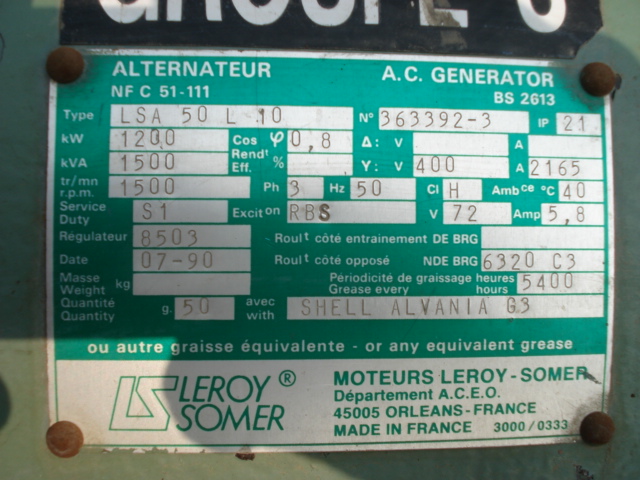 GROUPE 6
ALTERNATEUR A.C. GENERATOR
NF C 51-111 BS 2613
Type LSA 50 L 10 N° 363392-3 IP 21
kW 1200 Cos φ 0,8 Δ: V A
kVA 1500 Rendt Eff. % Y: V 400 A 2165
tr/mn r.p.m. 1500 Ph 3 Hz 50 Cl H Ambce °C 40
Service Duty S1 Exciton RBS V 72 Amp 5,8
Régulateur 8503 Roult côté entrainement DE BRG
Date 07-90 Roult côté opposé NDE BRG 6320 C3
Masse Weight kg Périodicité de graissage heures Grease every hours 5400
Quantité Quantity g. 50 avec with SHELL ALVANIA G3
ou autre graisse équivalente - or any equivalent grease
LS LEROY SOMER ® MOTEURS LEROY-SOMER
Département A.C.E.O.
45005 ORLEANS-FRANCE
MADE IN FRANCE 3000/0333